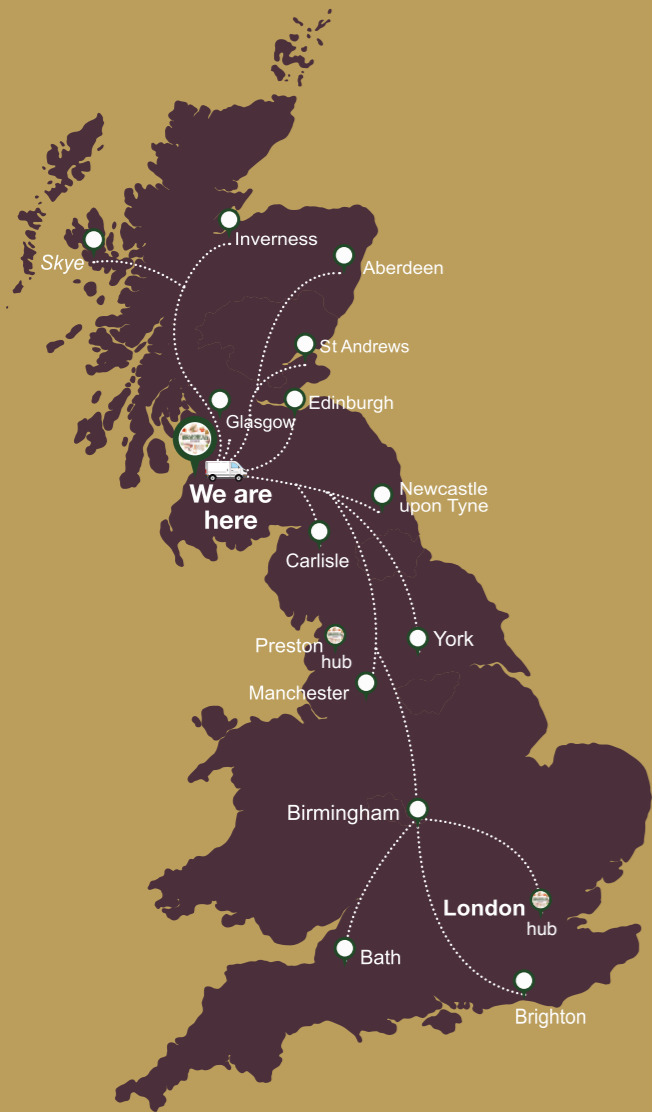 Inverness
Skye
Aberdeen
St Andrews
Edinburgh
Glasgow
We are
here
Newcastle
upon Tyne
Carlisle
Preston
hub
York
Manchester
Birmingham
London
hub
Bath
Brighton